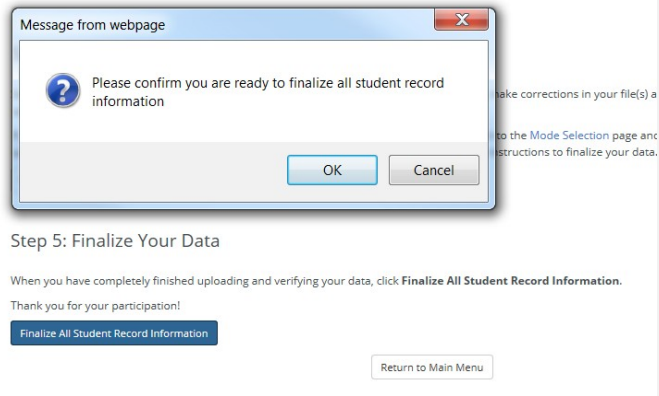 Message from webpage
X
Please confirm you are ready to finalize all student record
information
make corrections in your file(s) a
to the Mode Selection page and
instructions to finalize your data.
OK
Cancel
Step 5: Finalize Your Data
When you have completely finished uploading and verifying your data, click Finalize All Student Record Information.
Thank you for your participation!
Finalize All Student Record Information
Return to Main Menu